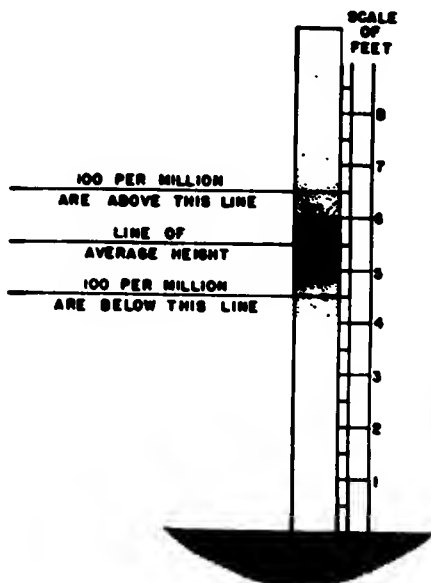 SCALE
OF
FEET
8
7
100 PER MILLION
ARE ABOVE THIS LINE
6
LINE OF
AVERAGE HEIGHT
5
100 PER MILLION
ARE BELOW THIS LINE
4
3
2
1